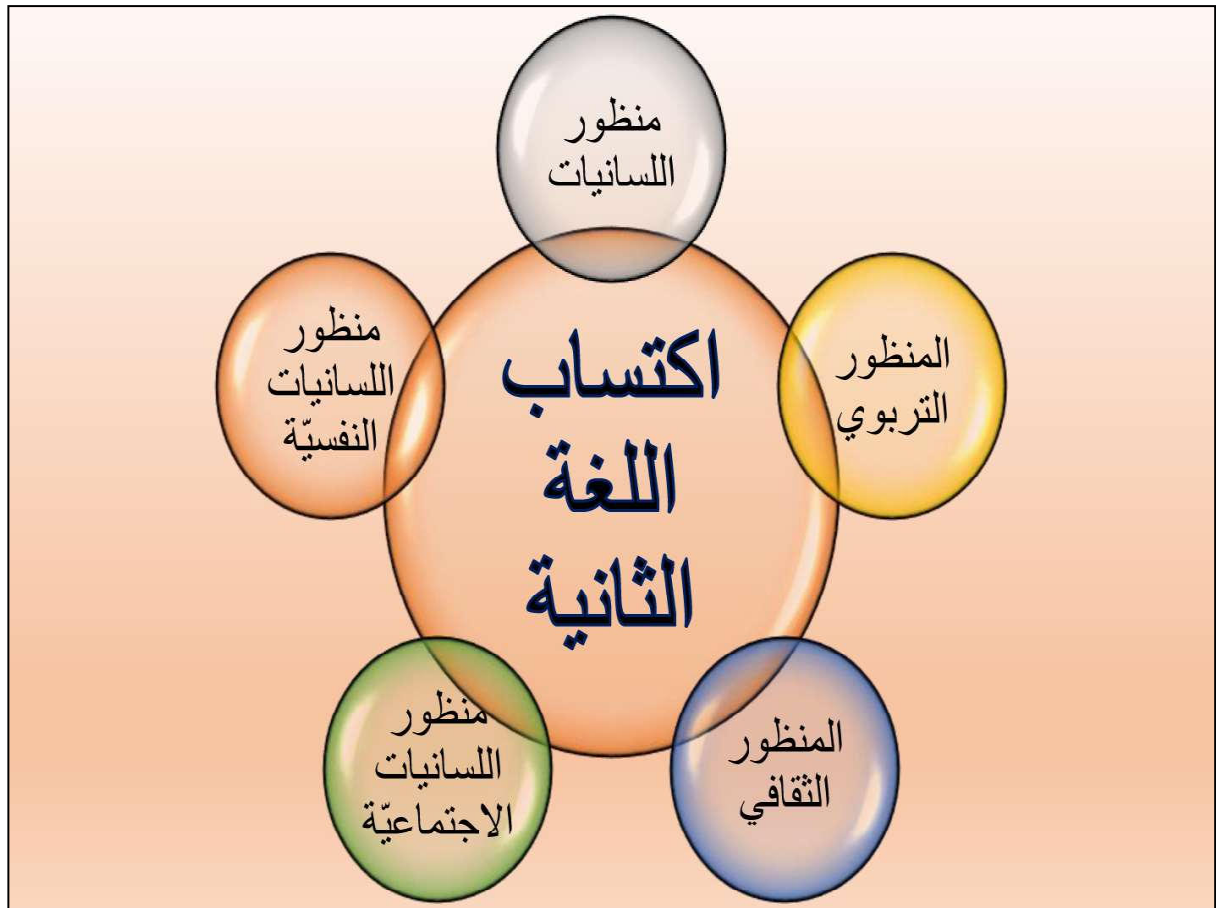 منظور
اللسانيات
المنظور
التربوي
منظور
اللسانيات
النفسيّة
اكتساب
اللغة
الثانية
المنظور
الثقافي
منظور
اللسانيات
الاجتماعيّة